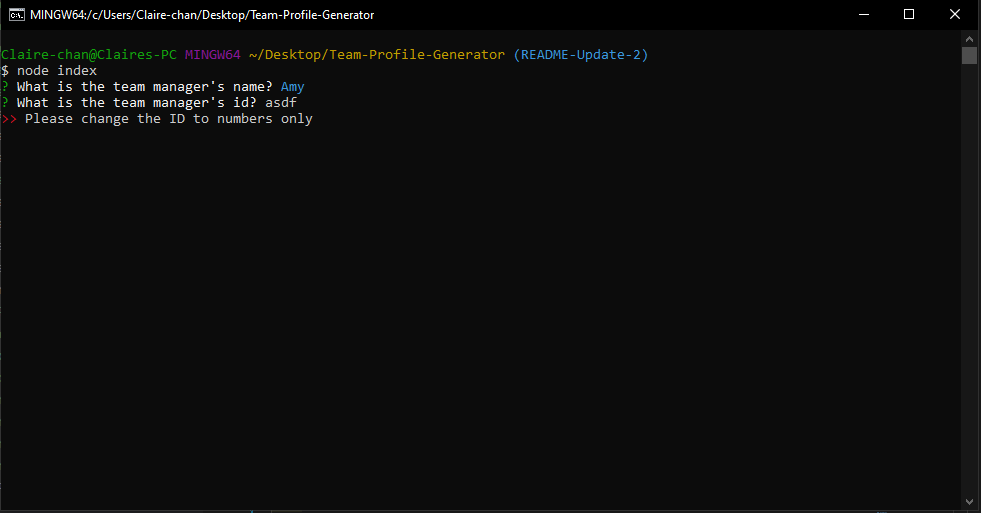 MINGW64:/c/Users/Claire-chan/Desktop/Team-Profile-Generator
Claire-chan@Claires-PC MINGW64 ~/Desktop/Team-Profile-Generator (README-Update-2)
$ node index
? What is the team manager's name? Amy
? What is the team manager's id? asdf
>> Please change the ID to numbers only